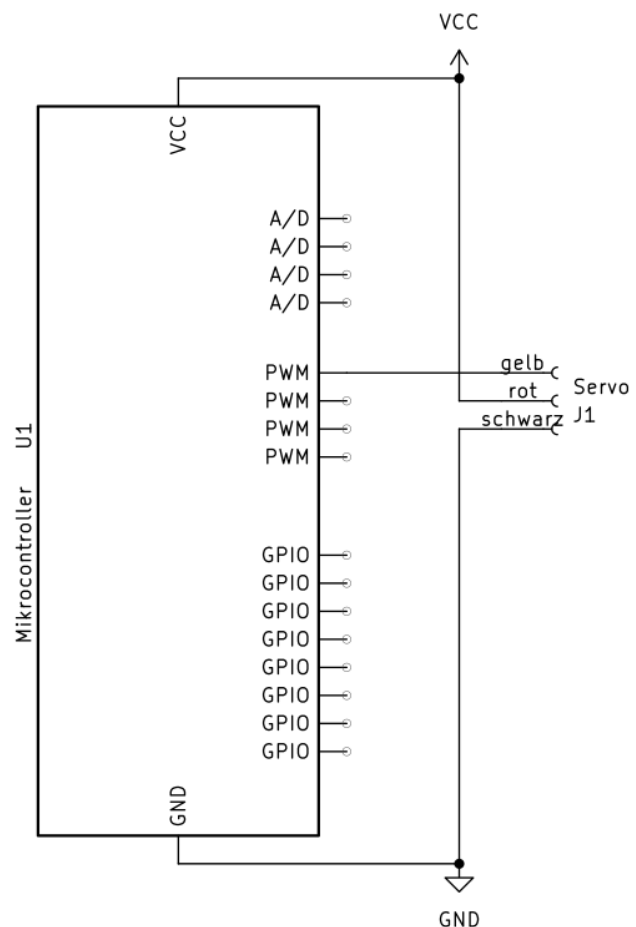 VCC
VCC
A/D
A/D
A/D
A/D
PWM
PWM
PWM
PWM
gelb
rot
schwarz
Servo
J1
U1
Mikrocontroller
GPIO
GPIO
GPIO
GPIO
GPIO
GPIO
GPIO
GPIO
GND
GND